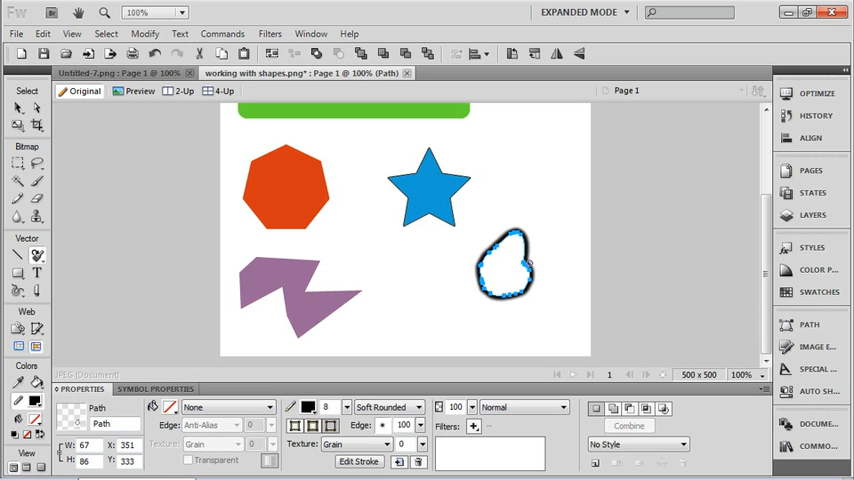 Fw 100% EXPANDED MODE
File Edit View Select Modify Text Commands Filters Window Help
Untitled-7.png : Page 1 @ 100% working with shapes.png* : Page 1 @ 100% (Path)
Original Preview 2-Up 4-Up Page 1
Select
Bitmap
Vector
Web
Colors
View
OPTIMIZE
HISTORY
ALIGN
PAGES
STATES
LAYERS
STYLES
COLOR P...
SWATCHES
PATH
IMAGE E...
SPECIAL ...
AUTO SH...
DOCUME...
COMMO...
JPEG (Document) 1 500 x 500 100%
PROPERTIES SYMBOL PROPERTIES
Path None 8 Soft Rounded 100 Normal
Path Edge: Anti-Alias 0 Edge: 100 Filters:
W: 67 X: 351 Texture: Grain 0 Texture: Grain 0 Combine
H: 86 Y: 333 Transparent Edit Stroke No Style